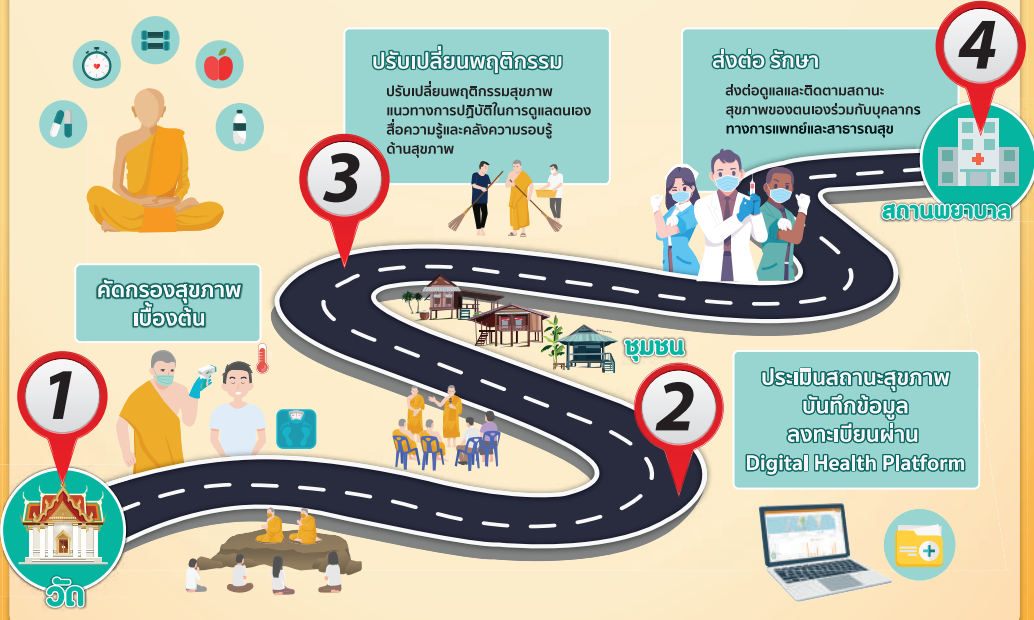 1
วัด
คัดกรองสุขภาพ
เบื้องต้น
2
ประเมินสถานะสุขภาพ
บันทึกข้อมูล
ลงทะเบียนผ่าน
Digital Health Platform
ชุมชน
3
ปรับเปลี่ยนพฤติกรรม
ปรับเปลี่ยนพฤติกรรมสุขภาพ
แนวทางการปฏิบัติในการดูแลตนเอง
สื่อความรู้และคลังความรอบรู้
ด้านสุขภาพ
4
ส่งต่อ รักษา
ส่งต่อดูแลและติดตามสถานะ
สุขภาพของตนเองร่วมกับบุคลากร
ทางการแพทย์และสาธารณสุข
สถานพยาบาล